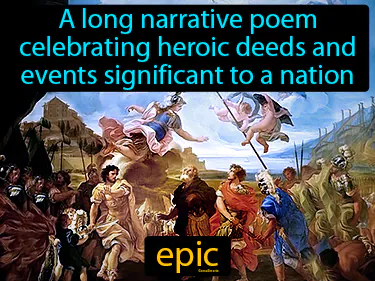 A long narrative poem
celebrating heroic deeds and
events significant to a nation
epic